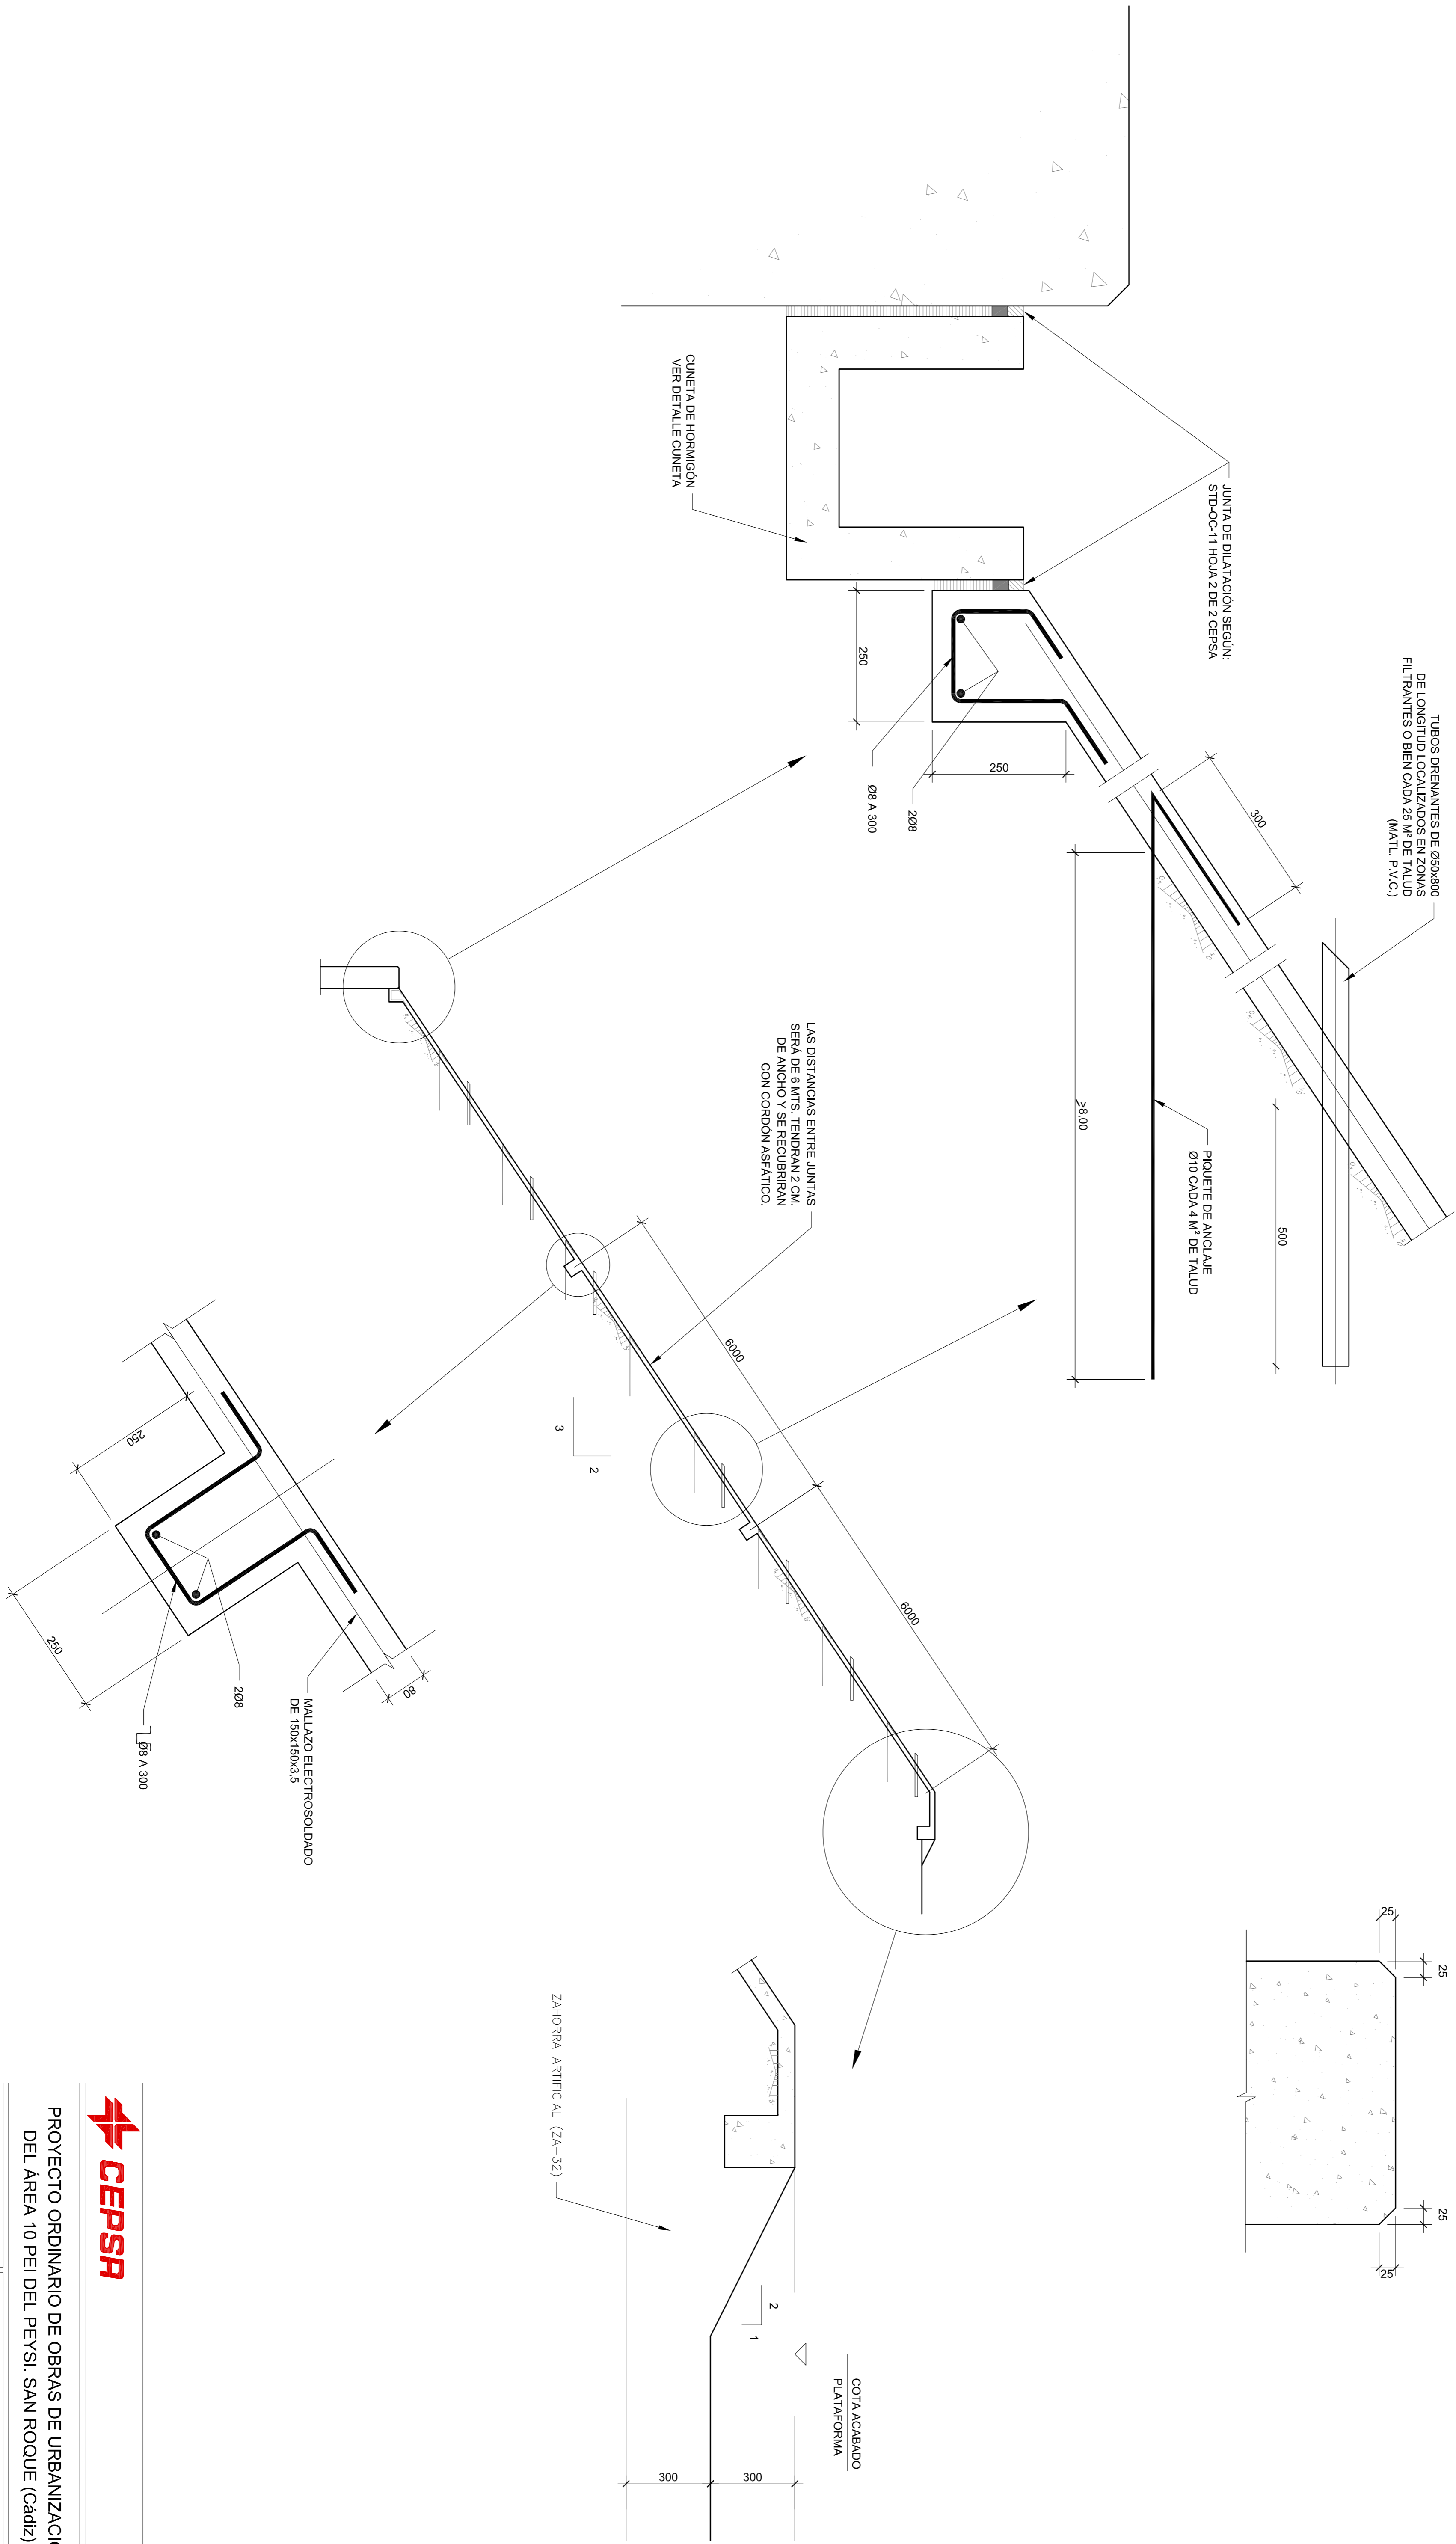 TUBOS DRENANTES DE Ø50x800
DE LONGITUD LOCALIZADOS EN ZONAS
FILTRANTES O BIEN CADA 25 M² DE TALUD
(MATL. P.V.C.)
JUNTA DE DILATACIÓN SEGÚN:
STD-OC-11 HOJA 2 DE 2 CEPSA
CUNETA DE HORMIGÓN
VER DETALLE CUNETA
250
250
2Ø8
Ø8 A 300
300
>8,00
500
PIQUETE DE ANCLAJE
Ø10 CADA 4 M² DE TALUD
LAS DISTANCIAS ENTRE JUNTAS
SERÁ DE 6 MTS. TENDRAN 2 CM.
DE ANCHO Y SE RECUBRIRAN
CON CORDÓN ASFÁTICO.
6000
6000
3
2
250
250
80
2Ø8
Ø8 A 300
MALLAZO ELECTROSOLDADO
DE 150x150x3,5
25
25
25
25
ZAHORRA ARTIFICIAL (ZA-32)
2
1
COTA ACABADO
PLATAFORMA
300
300
CEPSA
PROYECTO ORDINARIO DE OBRAS DE URBANIZACIÓ
DEL ÁREA 10 PEI DEL PEYSI. SAN ROQUE (Cádiz)